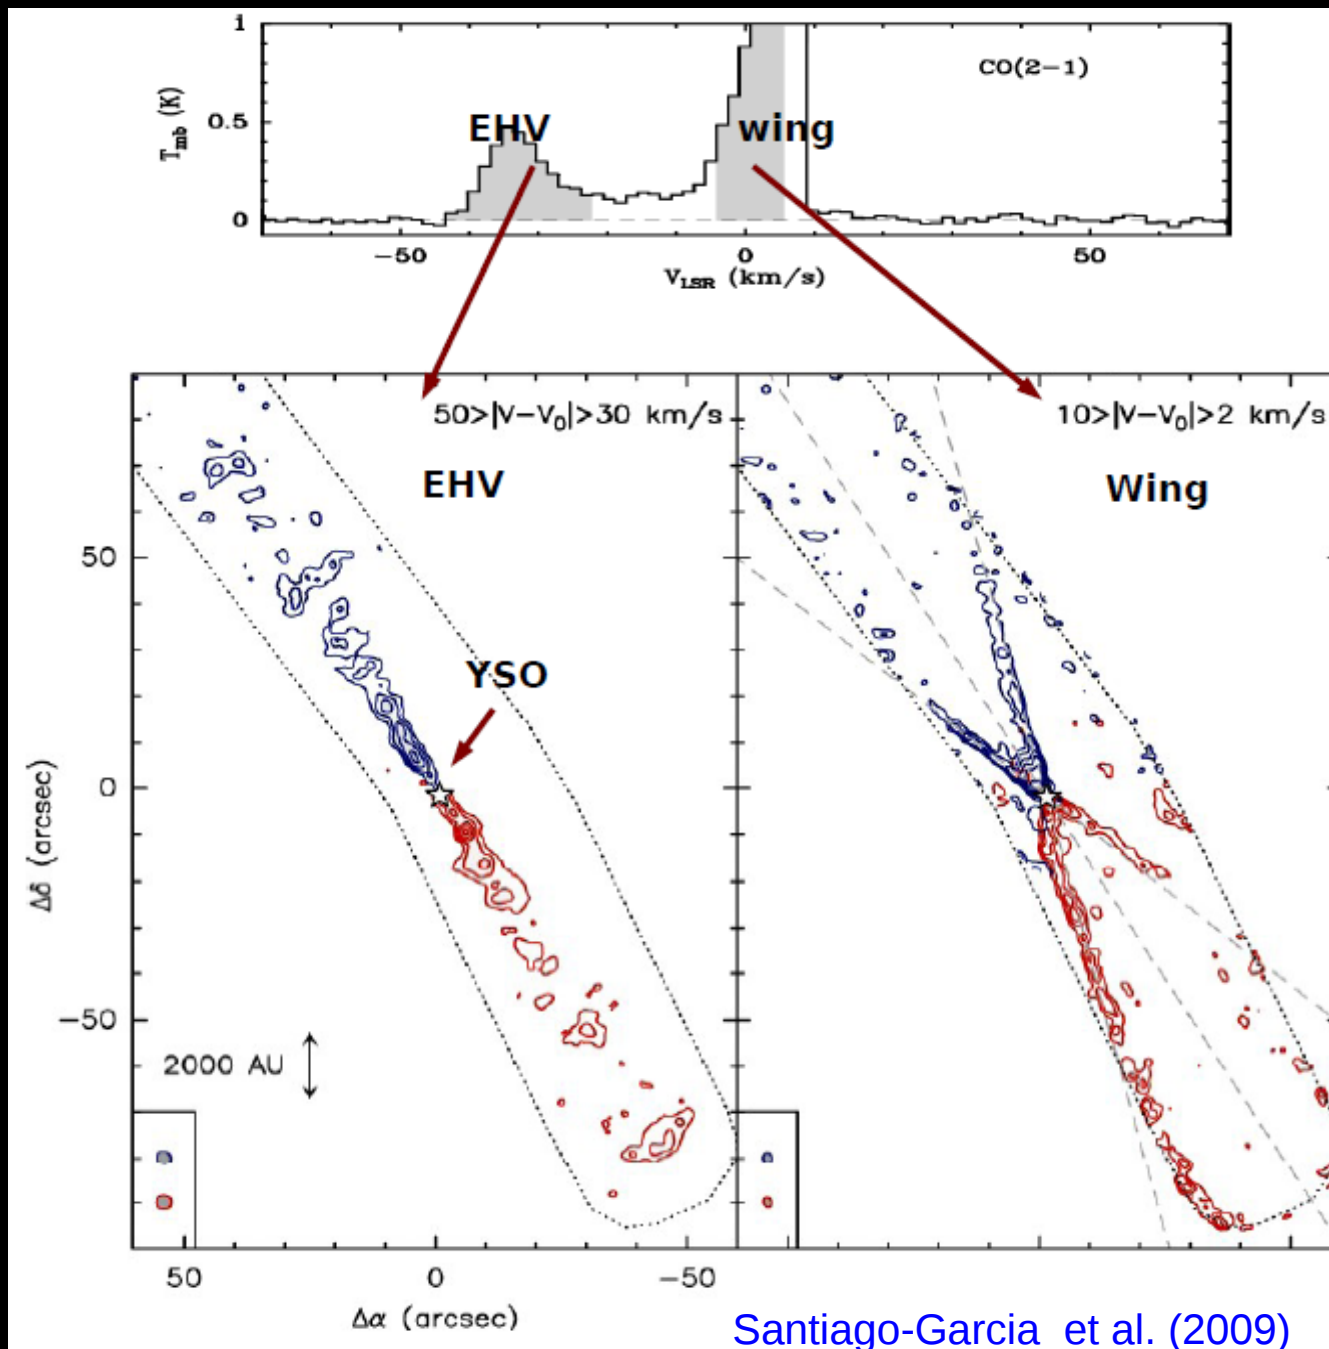 1
CO(2−1)
T_mb (K)
EHV
wing
0.5
0
−50
0
50
V_LSR (km/s)
50>|V−V₀|>30 km/s
10>|V−V₀|>2 km/s
EHV
Wing
50
YSO
0
Δδ (arcsec)
−50
2000 AU
50
0
−50
Δα (arcsec)
Santiago-Garcia et al. (2009)